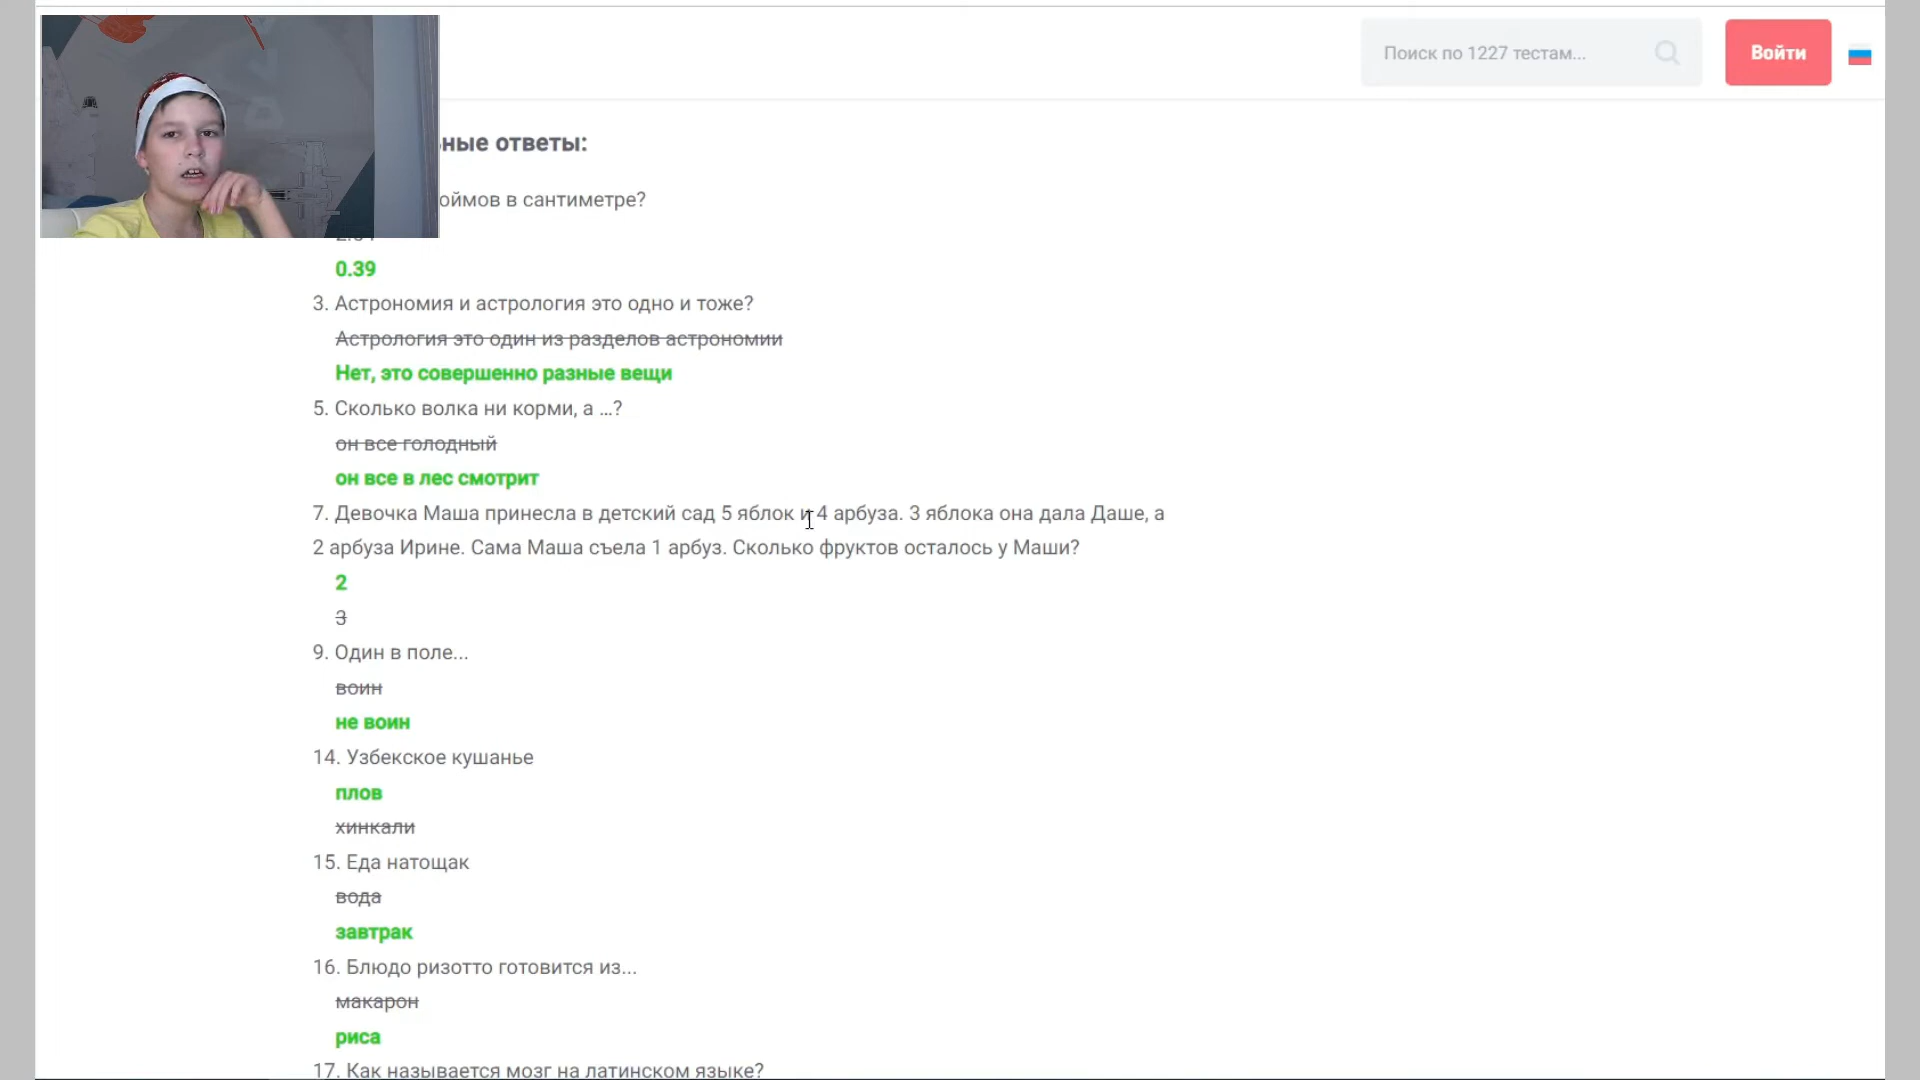 Поиск по 1227 тестам...
Войти
ные ответы:
оймов в сантиметре?
0.39
3. Астрономия и астрология это одно и тоже?
Астрология это один из разделов астрономии
Нет, это совершенно разные вещи
5. Сколько волка ни корми, а ...?
он все голодный
он все в лес смотрит
7. Девочка Маша принесла в детский сад 5 яблок и 4 арбуза. 3 яблока она дала Даше, а
2 арбуза Ирине. Сама Маша съела 1 арбуз. Сколько фруктов осталось у Маши?
2
3
9. Один в поле...
воин
не воин
14. Узбекское кушанье
плов
хинкали
15. Еда натощак
вода
завтрак
16. Блюдо ризотто готовится из...
макарон
риса
17. Как называется мозг на латинском языке?